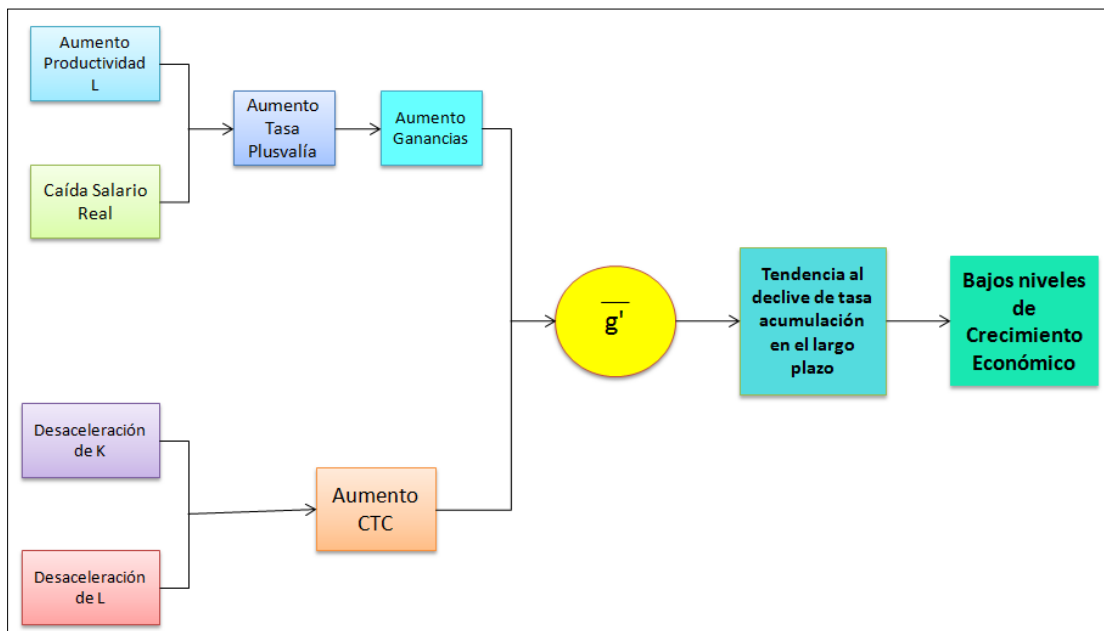 Aumento
Productividad
L
Caída Salario
Real
Aumento
Tasa
Plusvalía
Aumento
Ganancias
Desaceleración
de K
Desaceleración
de L
Aumento
CTC
g̅'
Tendencia al
declive de tasa
acumulación
en el largo
plazo
Bajos niveles
de
Crecimiento
Económico